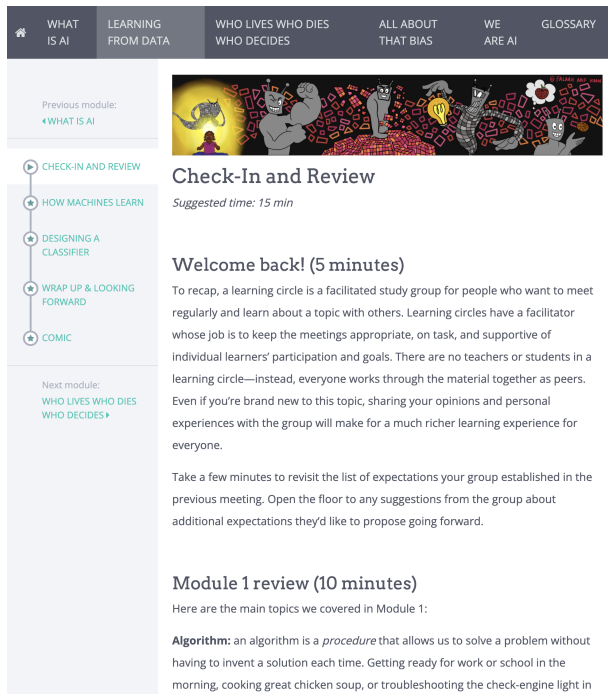 WHAT
IS AI
LEARNING
FROM DATA
WHO LIVES WHO DIES
WHO DECIDES
ALL ABOUT
THAT BIAS
WE
ARE AI
GLOSSARY
Previous module:
WHAT IS AI
CHECK-IN AND REVIEW
HOW MACHINES LEARN
DESIGNING A
CLASSIFIER
WRAP UP & LOOKING
FORWARD
COMIC
Next module:
WHO LIVES WHO DIES
WHO DECIDES
Check-In and Review
Suggested time: 15 min
Welcome back! (5 minutes)
To recap, a learning circle is a facilitated study group for people who want to meet
regularly and learn about a topic with others. Learning circles have a facilitator
whose job is to keep the meetings appropriate, on task, and supportive of
individual learners’ participation and goals. There are no teachers or students in a
learning circle—instead, everyone works through the material together as peers.
Even if you’re brand new to this topic, sharing your opinions and personal
experiences with the group will make for a much richer learning experience for
everyone.
Take a few minutes to revisit the list of expectations your group established in the
previous meeting. Open the floor to any suggestions from the group about
additional expectations they’d like to propose going forward.
Module 1 review (10 minutes)
Here are the main topics we covered in Module 1:
Algorithm: an algorithm is a procedure that allows us to solve a problem without
having to invent a solution each time. Getting ready for work or school in the
morning, cooking great chicken soup, or troubleshooting the check-engine light in